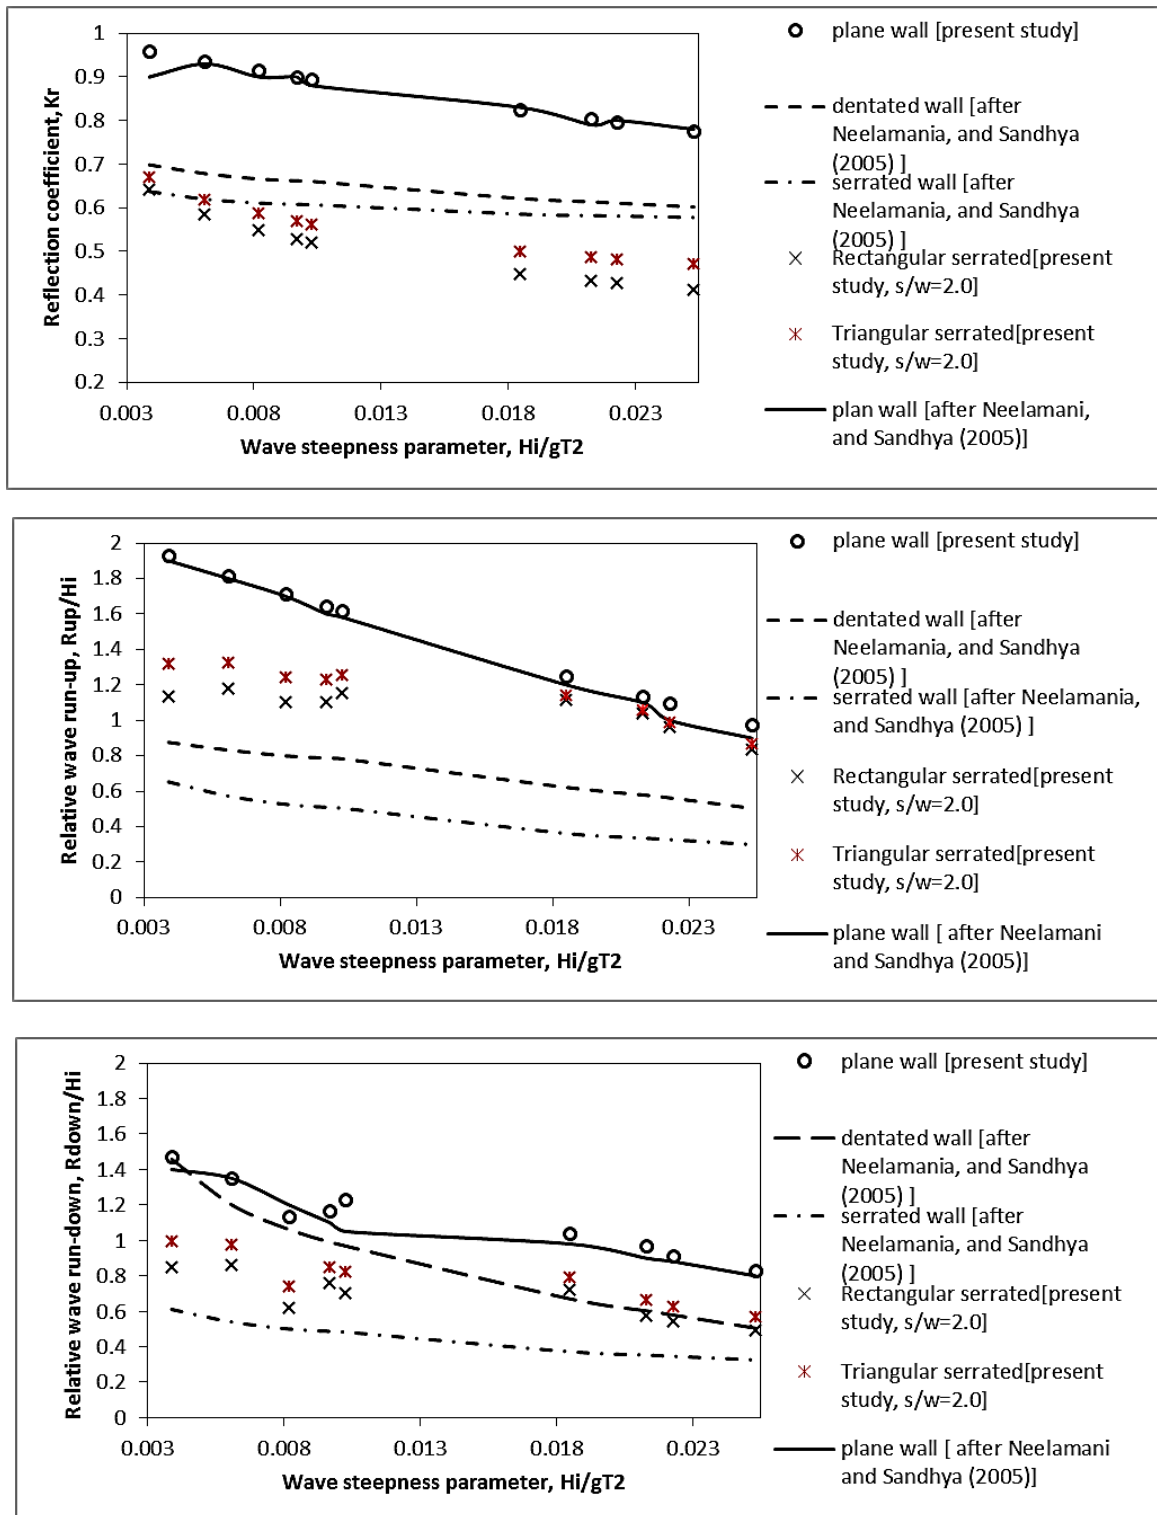 1
0.9
0.8
0.7
0.6
0.5
0.4
0.3
0.2
Reflection coefficient,Kr
0.003 0.008 0.013 0.018 0.023
Wave steepness parameter, Hi/gT2
plane wall [present study]
dentated wall [after
Neelamania, and Sandhya
(2005) ]
serrated wall [after
Neelamania, and Sandhya
(2005) ]
Rectangular serrated[present
study, s/w=2.0]
Triangular serrated[present
study, s/w=2.0]
plan wall [after Neelamani,
and Sandhya (2005)]
2
1.8
1.6
1.4
1.2
1
0.8
0.6
0.4
0.2
0
Relative wave run-up, Rup/Hi
0.003 0.008 0.013 0.018 0.023
Wave steepness parameter, Hi/gT2
plane wall [present study]
dentated wall [after
Neelamania, and Sandhya
(2005) ]
serrated wall [after Neelamania,
and Sandhya (2005) ]
Rectangular serrated[present
study, s/w=2.0]
Triangular serrated[present
study, s/w=2.0]
plane wall [ after Neelamani
and Sandhya (2005)]
2
1.8
1.6
1.4
1.2
1
0.8
0.6
0.4
0.2
0
Relative wave run-down, Rdown/Hi
0.003 0.008 0.013 0.018 0.023
Wave steepness parameter, Hi/gT2
plane wall [present study]
dentated wall [after
Neelamania, and Sandhya
(2005) ]
serrated wall [after
Neelamania, and Sandhya
(2005) ]
Rectangular serrated[present
study, s/w=2.0]
Triangular serrated[present
study, s/w=2.0]
plane wall [ after Neelamani
and Sandhya (2005)]